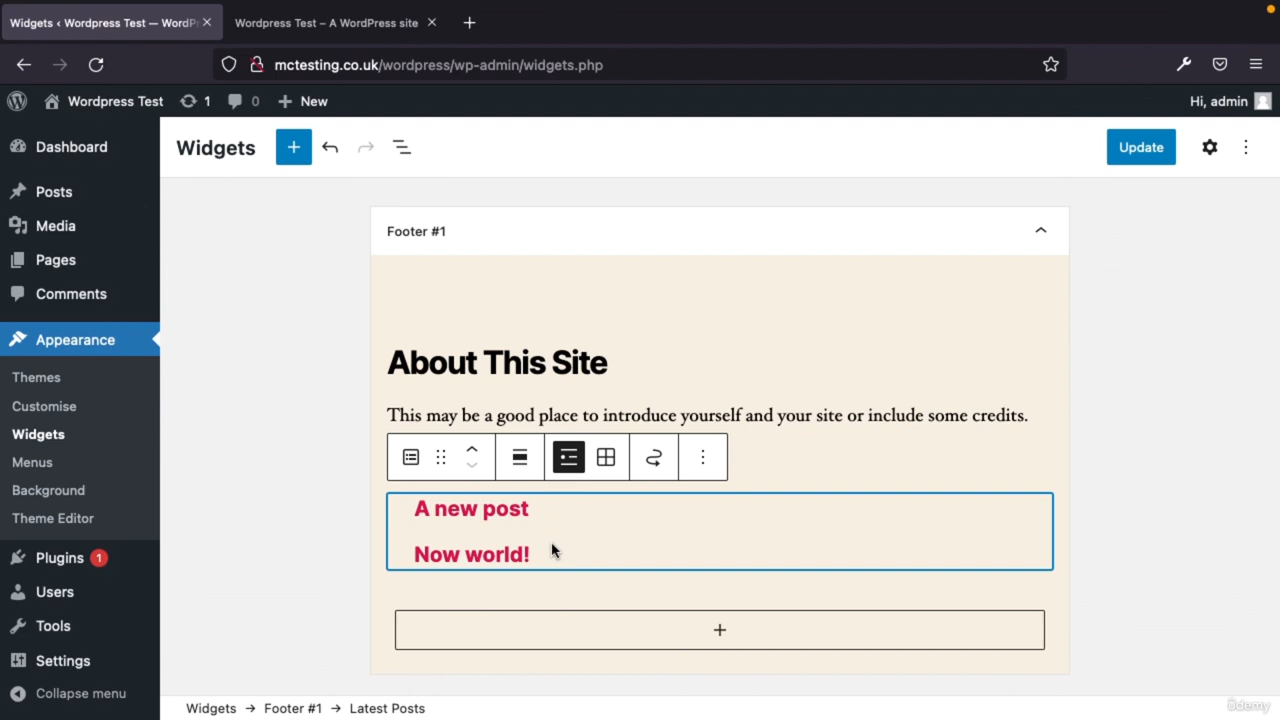 Widgets ‹ Wordpress Test — WordPr
Wordpress Test – A WordPress site
mctesting.co.uk/wordpress/wp-admin/widgets.php
Wordpress Test
1
0
New
Hi, admin
Dashboard
Posts
Media
Pages
Comments
Appearance
Themes
Customise
Widgets
Menus
Background
Theme Editor
Plugins 1
Users
Tools
Settings
Collapse menu
Widgets
Update
Footer #1
About This Site
This may be a good place to introduce yourself and your site or include some credits.
A new post
Now world!
Widgets → Footer #1 → Latest Posts
ûdemy